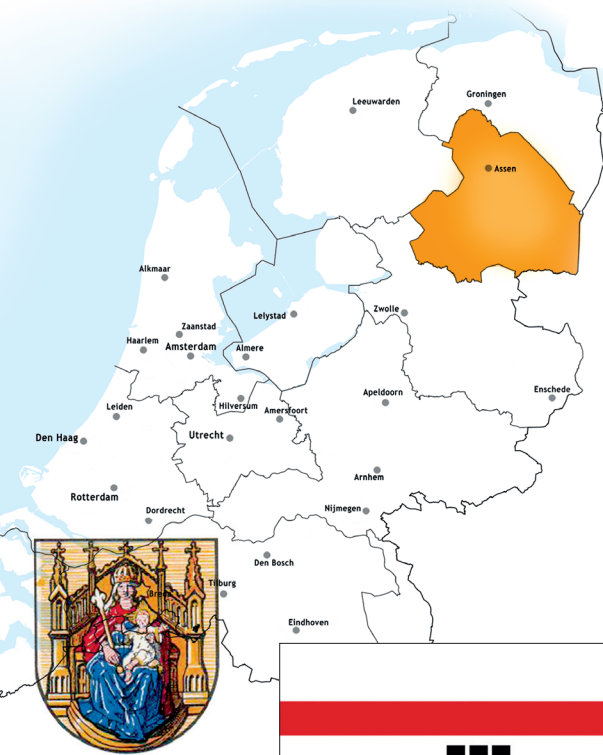 Groningen
Leeuwarden
Assen
Alkmaar
Zwolle
Lelystad
Zaanstad
Haarlem
Amsterdam
Almere
Enschede
Apeldoorn
Leiden
Hilversum
Amersfoort
Den Haag
Utrecht
Arnhem
Rotterdam
Nijmegen
Dordrecht
Den Bosch
Tilburg
Breda
Eindhoven